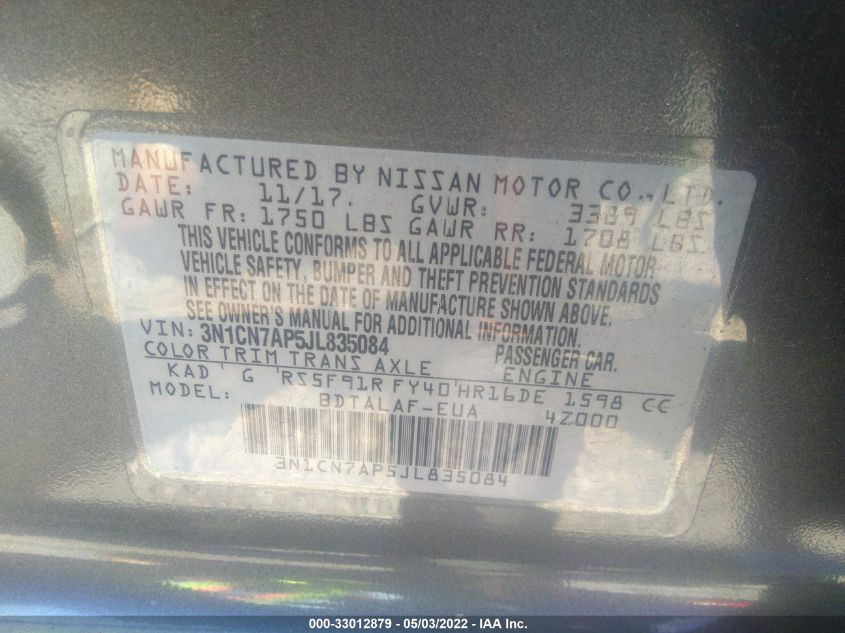 MANUFACTURED BY NISSAN MOTOR CO., LTD.
DATE: 11/17. GVWR: 3389 LBS
GAWR FR: 1750 LBS GAWR RR: 1708 LBS
THIS VEHICLE CONFORMS TO ALL APPLICABLE FEDERAL MOTOR
VEHICLE SAFETY, BUMPER AND THEFT PREVENTION STANDARDS
IN EFFECT ON THE DATE OF MANUFACTURE SHOWN ABOVE.
SEE OWNER'S MANUAL FOR ADDITIONAL INFORMATION.
VIN: 3N1CN7AP5JL835084 PASSENGER CAR.
COLOR TRIM TRANS AXLE ENGINE
KAD G RS5F91R FY40 HR16DE 1598 CC
MODEL: BDTALAF-EUA 4Z000
3N1CN7AP5JL835084
000-33012879 - 05/03/2022 - IAA Inc.